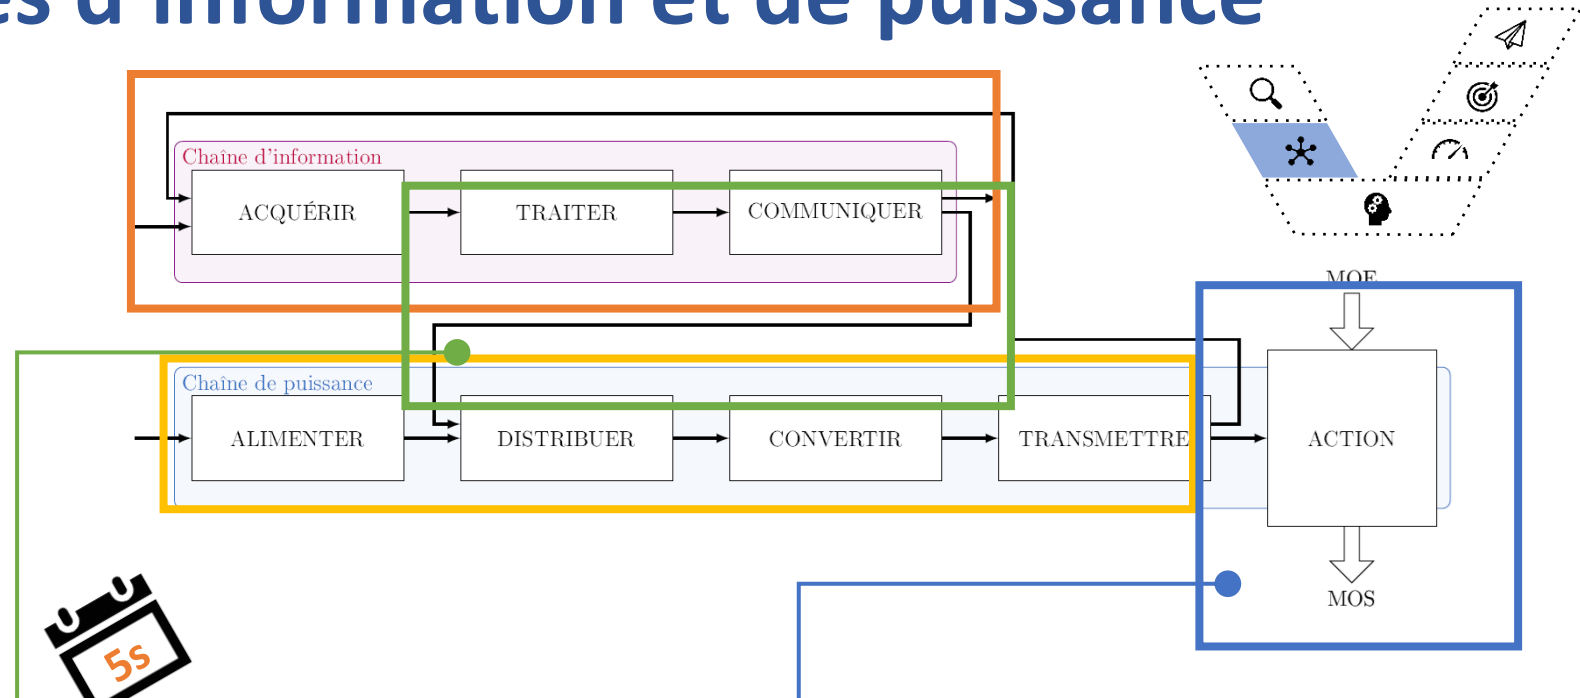 es d'information et de puissance
Chaîne d'information
ACQUÉRIR
TRAITER
COMMUNIQUER
MOE
Chaîne de puissance
ALIMENTER
DISTRIBUER
CONVERTIR
TRANSMETTRE
ACTION
MOS
5s